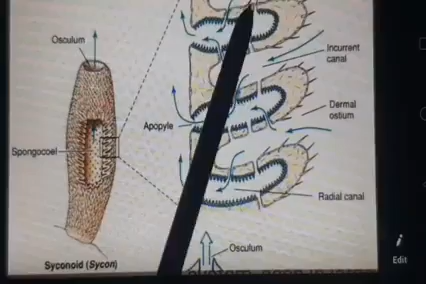 Osculum
Incurrent
canal
Dermal
ostium
Apopyle
Spongocoel
Radial canal
Osculum
Syconoid (Sycon)
Edit